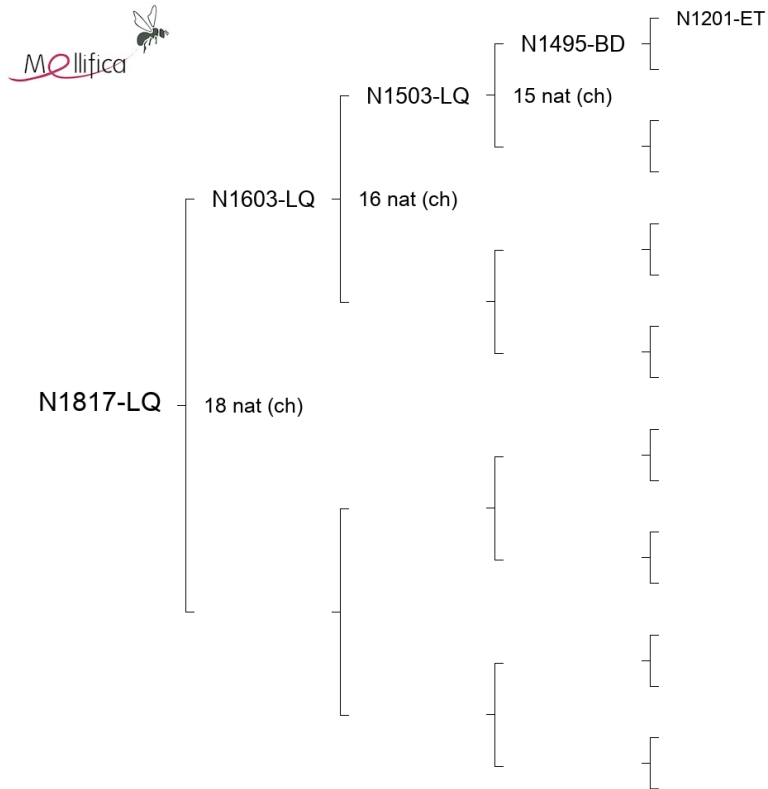 Mellifica
N1201-ET
N1495-BD
N1503-LQ
15 nat (ch)
N1603-LQ
16 nat (ch)
N1817-LQ
18 nat (ch)